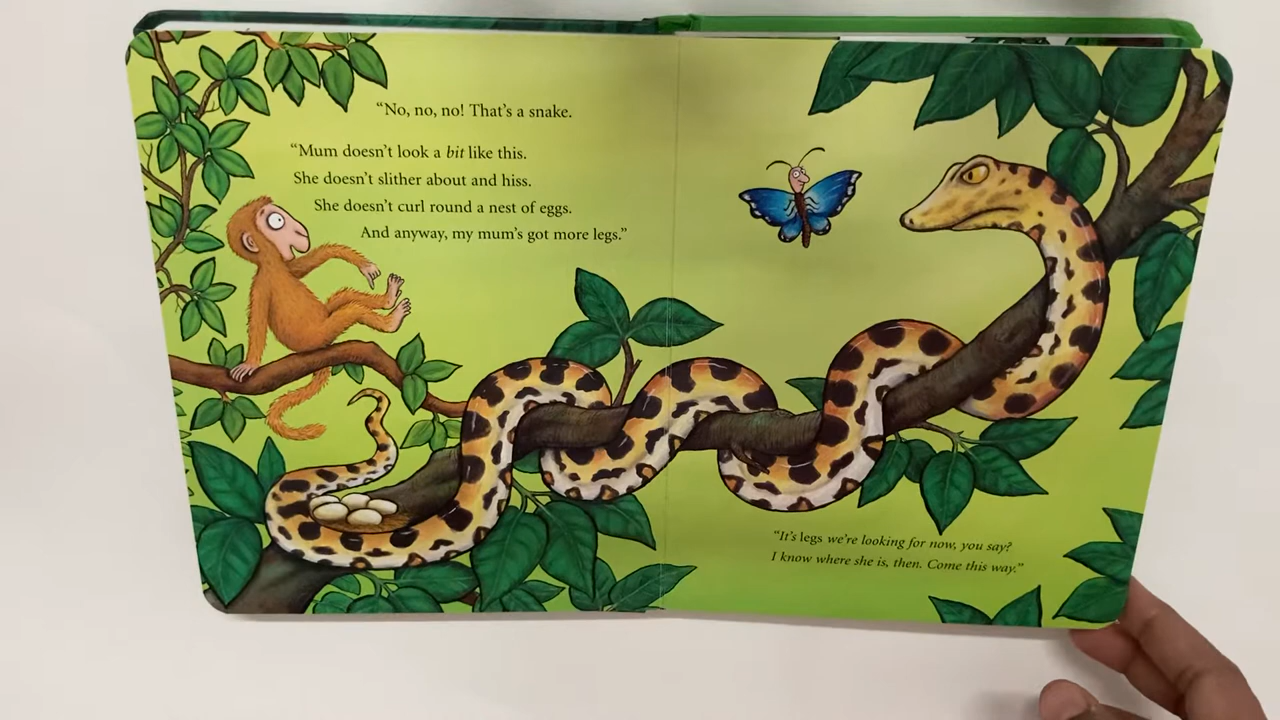 “No, no, no! That’s a snake.
“Mum doesn’t look a bit like this.
She doesn’t slither about and hiss.
She doesn’t curl round a nest of eggs.
And anyway, my mum’s got more legs.”
“It’s legs we’re looking for now, you say?
I know where she is, then. Come this way.”